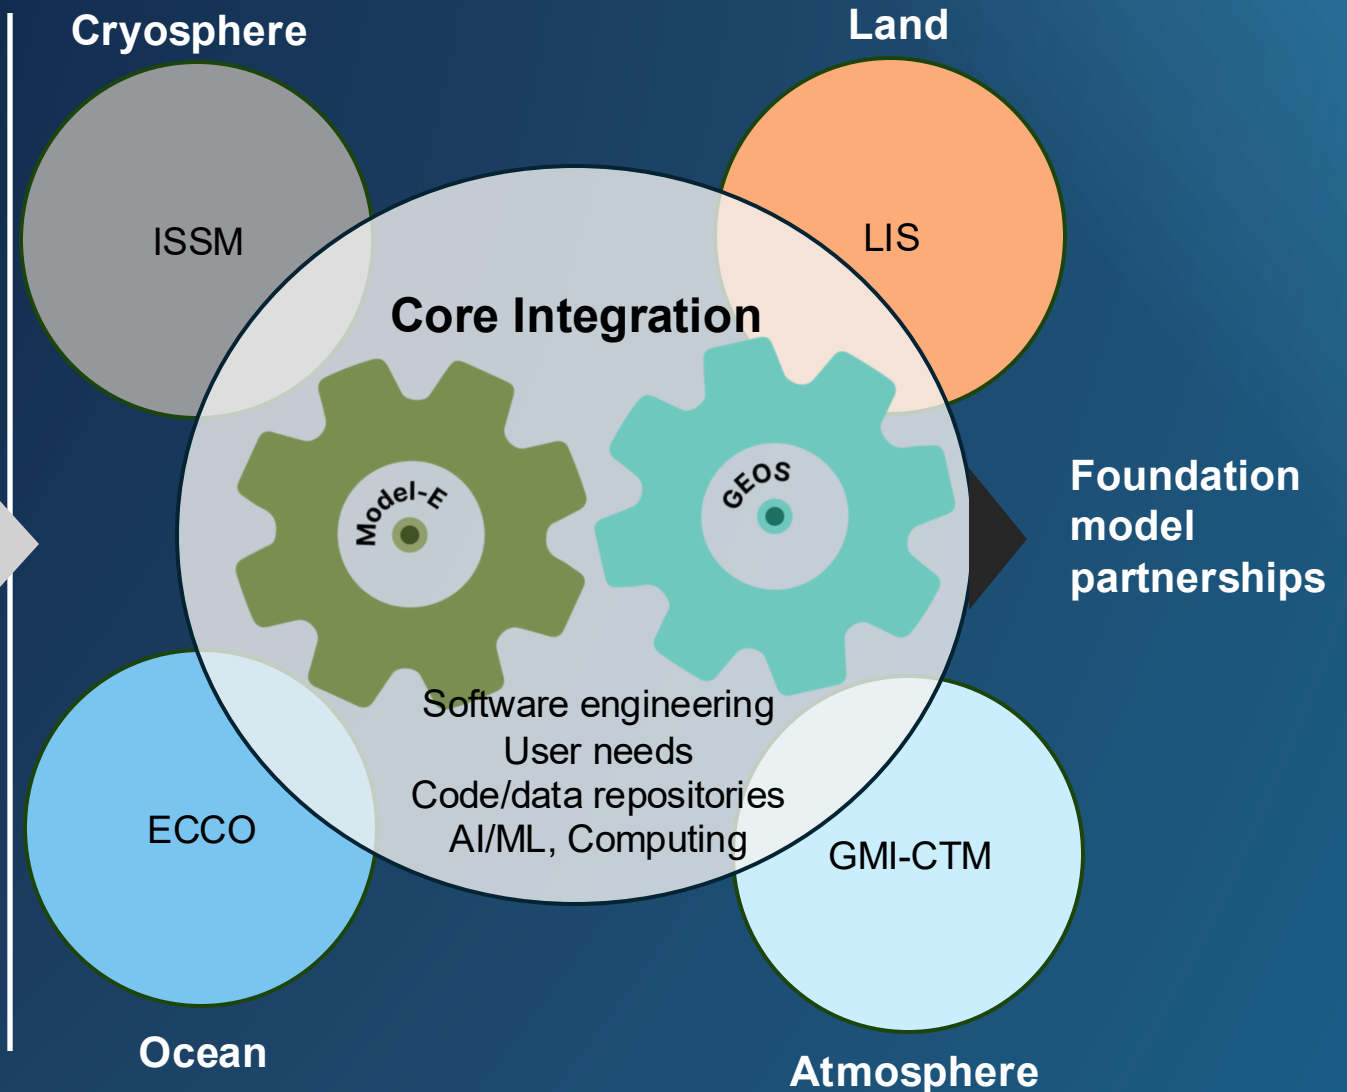 Cryosphere
Land
ISSM
LIS
Core Integration
Model-E
GEOS
Foundation
model
partnerships
Software engineering
User needs
Code/data repositories
AI/ML, Computing
ECCO
GMI-CTM
Ocean
Atmosphere